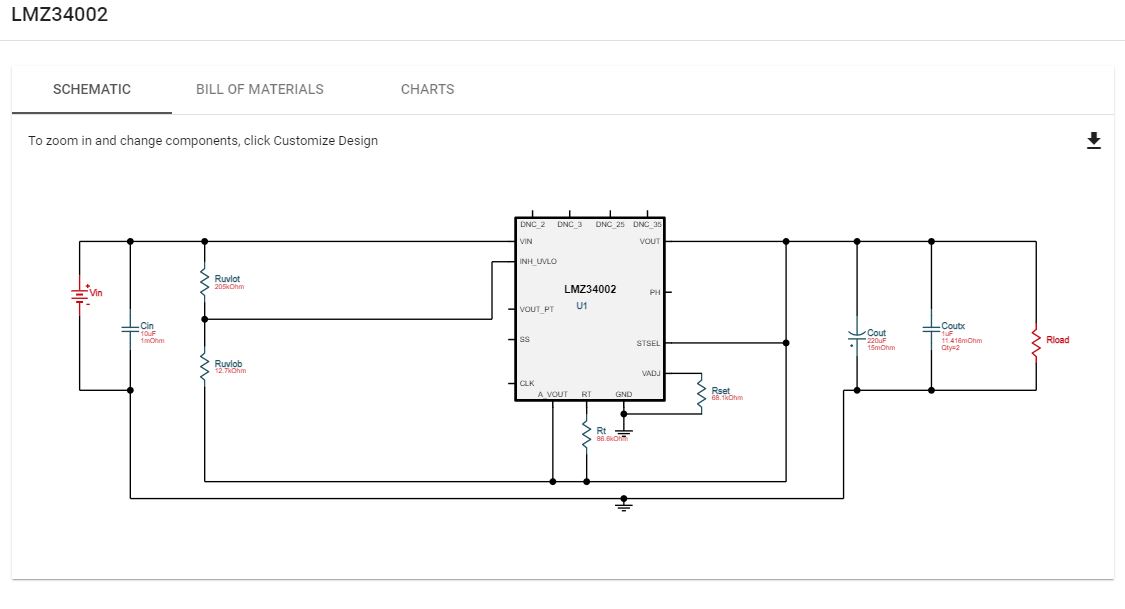 LMZ34002
SCHEMATIC
BILL OF MATERIALS
CHARTS
To zoom in and change components, click Customize Design
DNC_2 DNC_3 DNC_25 DNC_35
VIN VOUT
INH_UVLO
Ruvlot
205kOhm
LMZ34002
U1
PH
+
Vin
-
VOUT_PT
Cin
10uF
1mOhm
SS
STSEL
Cout
220uF
15mOhm
Coutx
1uF
11.416mOhm
Qty=2
Rload
Ruvlob
12.7kOhm
VADJ
CLK
A_VOUT RT GND
Rset
68.1kOhm
Rt
86.6kOhm